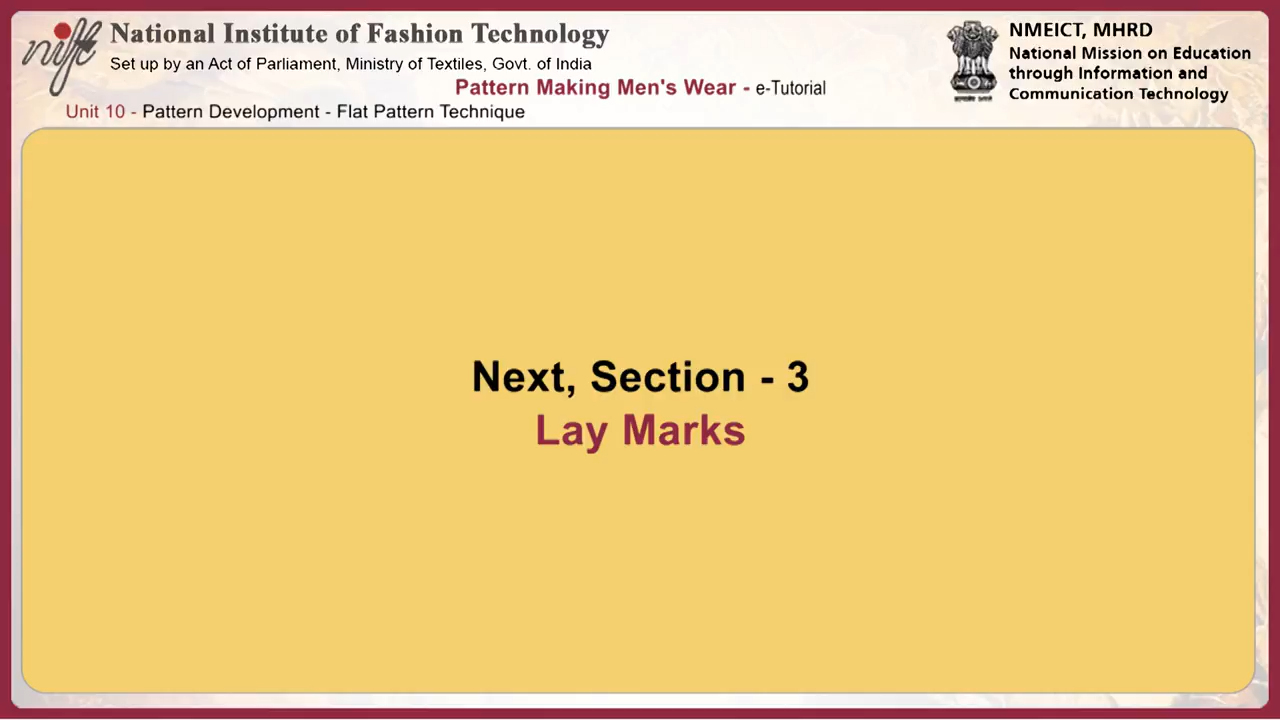 nift
National Institute of Fashion Technology
Set up by an Act of Parliament, Ministry of Textiles, Govt. of India
Pattern Making Men's Wear - e-Tutorial
Unit 10 - Pattern Development - Flat Pattern Technique
NMEICT, MHRD
National Mission on Education
through Information and
Communication Technology
Next, Section - 3
Lay Marks